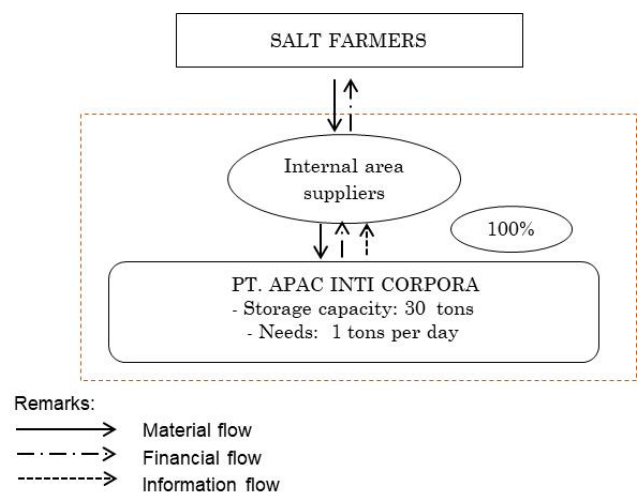 SALT FARMERS
Internal area
suppliers
100%
PT. APAC INTI CORPORA
- Storage capacity: 30 tons
- Needs: 1 tons per day
Remarks:
Material flow
Financial flow
Information flow